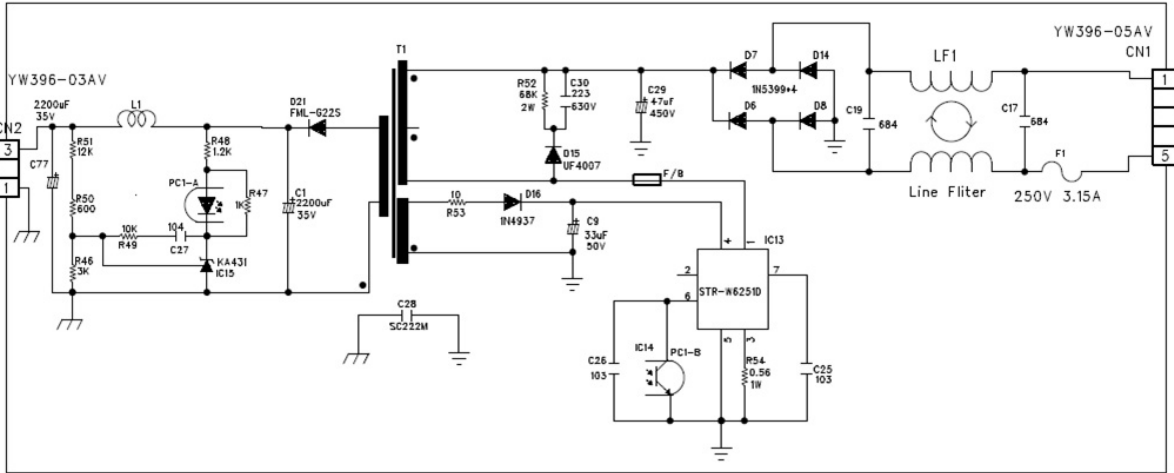 YW396-03AV
CN2
3
1
2200uF
35V
C77
L1
R51
12K
R50
600
R46
3K
10K
R49
104
C27
R48
1.2K
PC1-A
R47
1K
KA431
IC15
D21
FML-G22S
C1
2200uF
35V
T1
C28
SC222M
R52
68K
2W
C30
223
630V
D15
UF4007
C29
47uF
450V
F/B
10
R53
D16
1N4937
C9
33uF
50V
IC13
STR-W6251D
4
1
2
7
6
5
3
IC14
PC1-B
C26
103
R54
0.56
1W
C25
103
D7
D14
1N5399*4
D6
D8
C19
684
LF1
Line Fliter
C17
684
F1
250V 3.15A
YW396-05AV
CN1
1
5